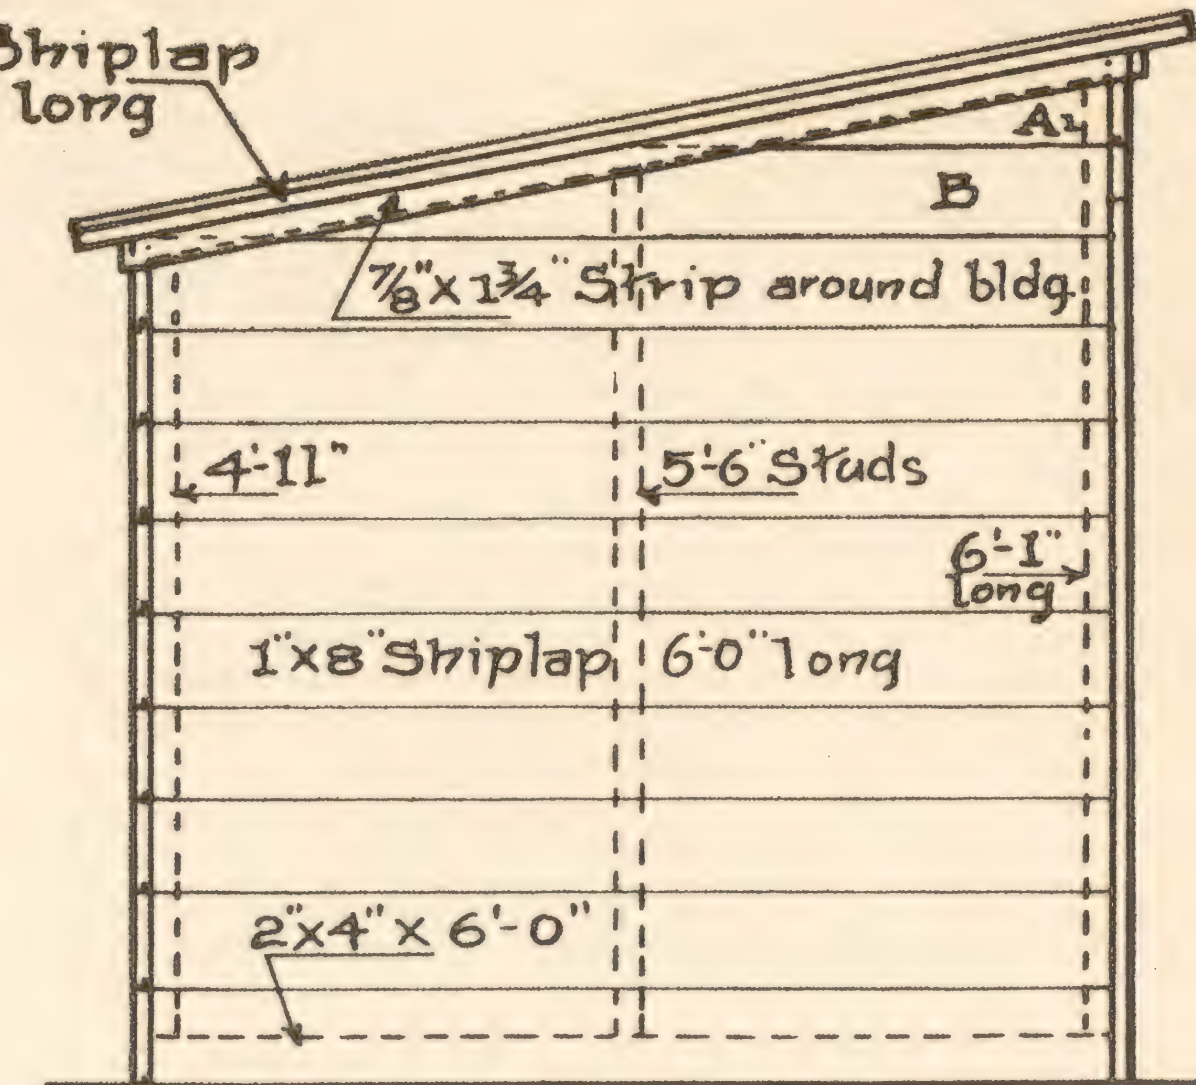 Shiplap
long
A
B
⅞" x 1¾" Strip around bldg.
4'-11"
5'-6" Studs
6'-1"
long
1"x8" Shiplap 6'-0" long
2"x4" x 6'-0"